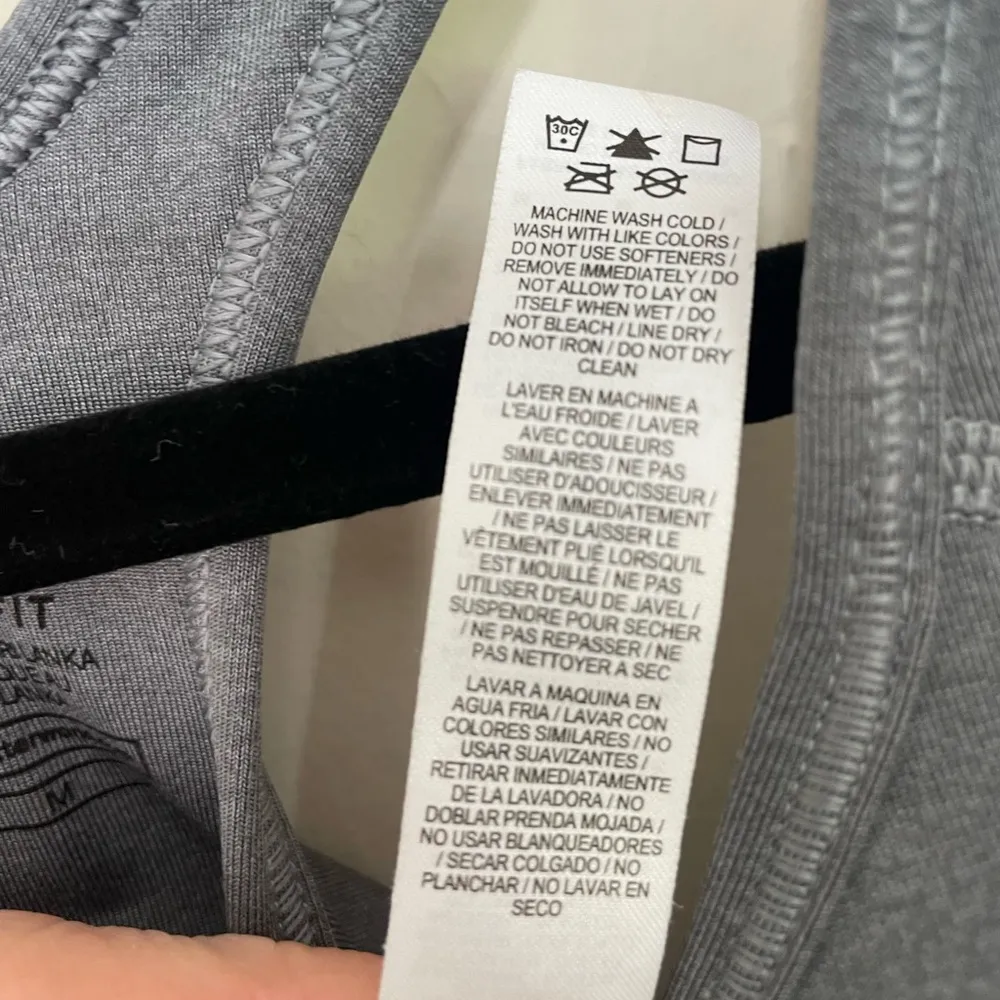 30C
MACHINE WASH COLD /
WASH WITH LIKE COLORS /
DO NOT USE SOFTENERS /
REMOVE IMMEDIATELY / DO
NOT ALLOW TO LAY ON
ITSELF WHEN WET / DO
NOT BLEACH / LINE DRY /
DO NOT IRON / DO NOT DRY
CLEAN
LAVER EN MACHINE A
L'EAU FROIDE / LAVER
AVEC COULEURS
SIMILAIRES / NE PAS
UTILISER D'ADOUCISSEUR /
ENLEVER IMMÉDIATEMENT
/ NE PAS LAISSER LE
VÊTEMENT PLIÉ LORSQU'IL
EST MOUILLÉ / NE PAS
UTILISER D'EAU DE JAVEL /
SUSPENDRE POUR SECHER
/ NE PAS REPASSER / NE
PAS NETTOYER A SEC
LAVAR A MAQUINA EN
AGUA FRIA / LAVAR CON
COLORES SIMILARES / NO
USAR SUAVIZANTES /
RETIRAR INMEDIATAMENTE
DE LA LAVADORA / NO
DOBLAR PRENDA MOJADA /
NO USAR BLANQUEADORES
/ SECAR COLGADO / NO
PLANCHAR / NO LAVAR EN
SECO
FIT
M